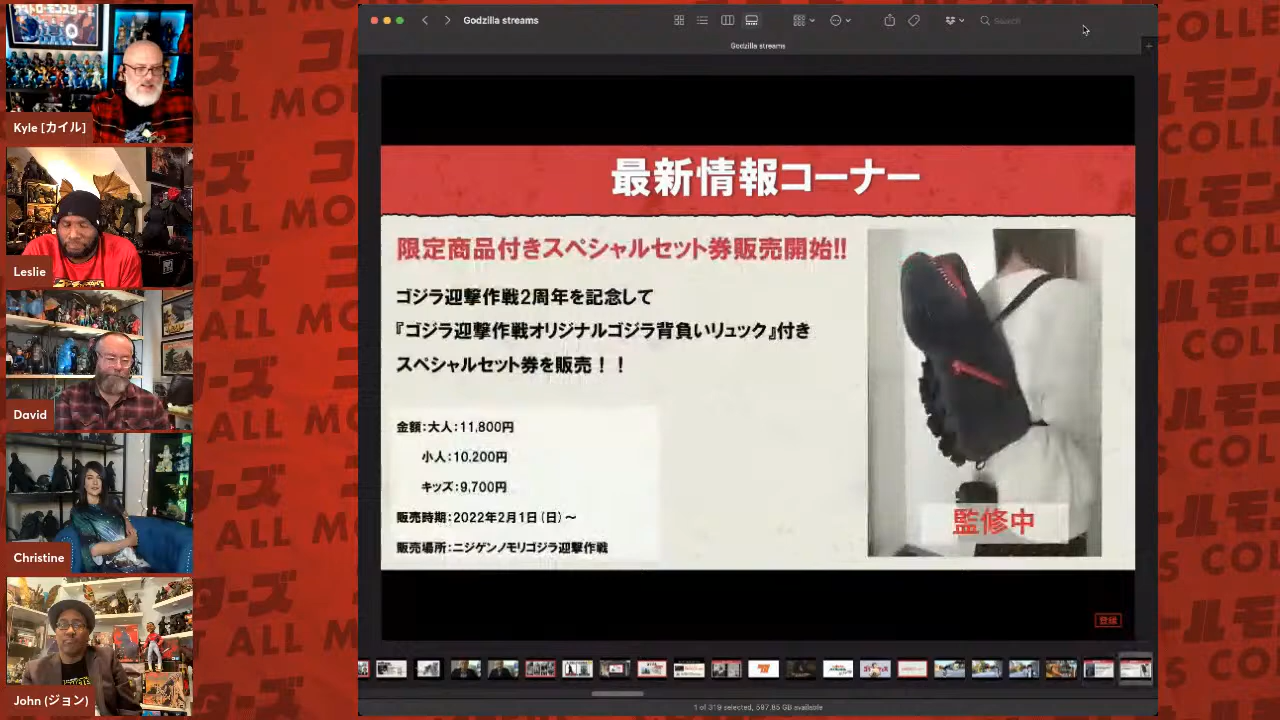 Kyle [カイル]
Leslie
David
Christine
John (ジョン)
Godzilla streams
Search
Godzilla streams
最新情報コーナー
限定商品付きスペシャルセット券販売開始!!
ゴジラ迎撃作戦2周年を記念して
『ゴジラ迎撃作戦オリジナルゴジラ背負いリュック』付き
スペシャルセット券を販売！！
金額:大人:11,800円
小人:10,200円
キッズ:9,700円
販売時期:2022年2月1日(日)～
販売場所:ニジゲンノモリゴジラ迎撃作戦
監修中
登録
1 of 319 selected, 597.85 GB available